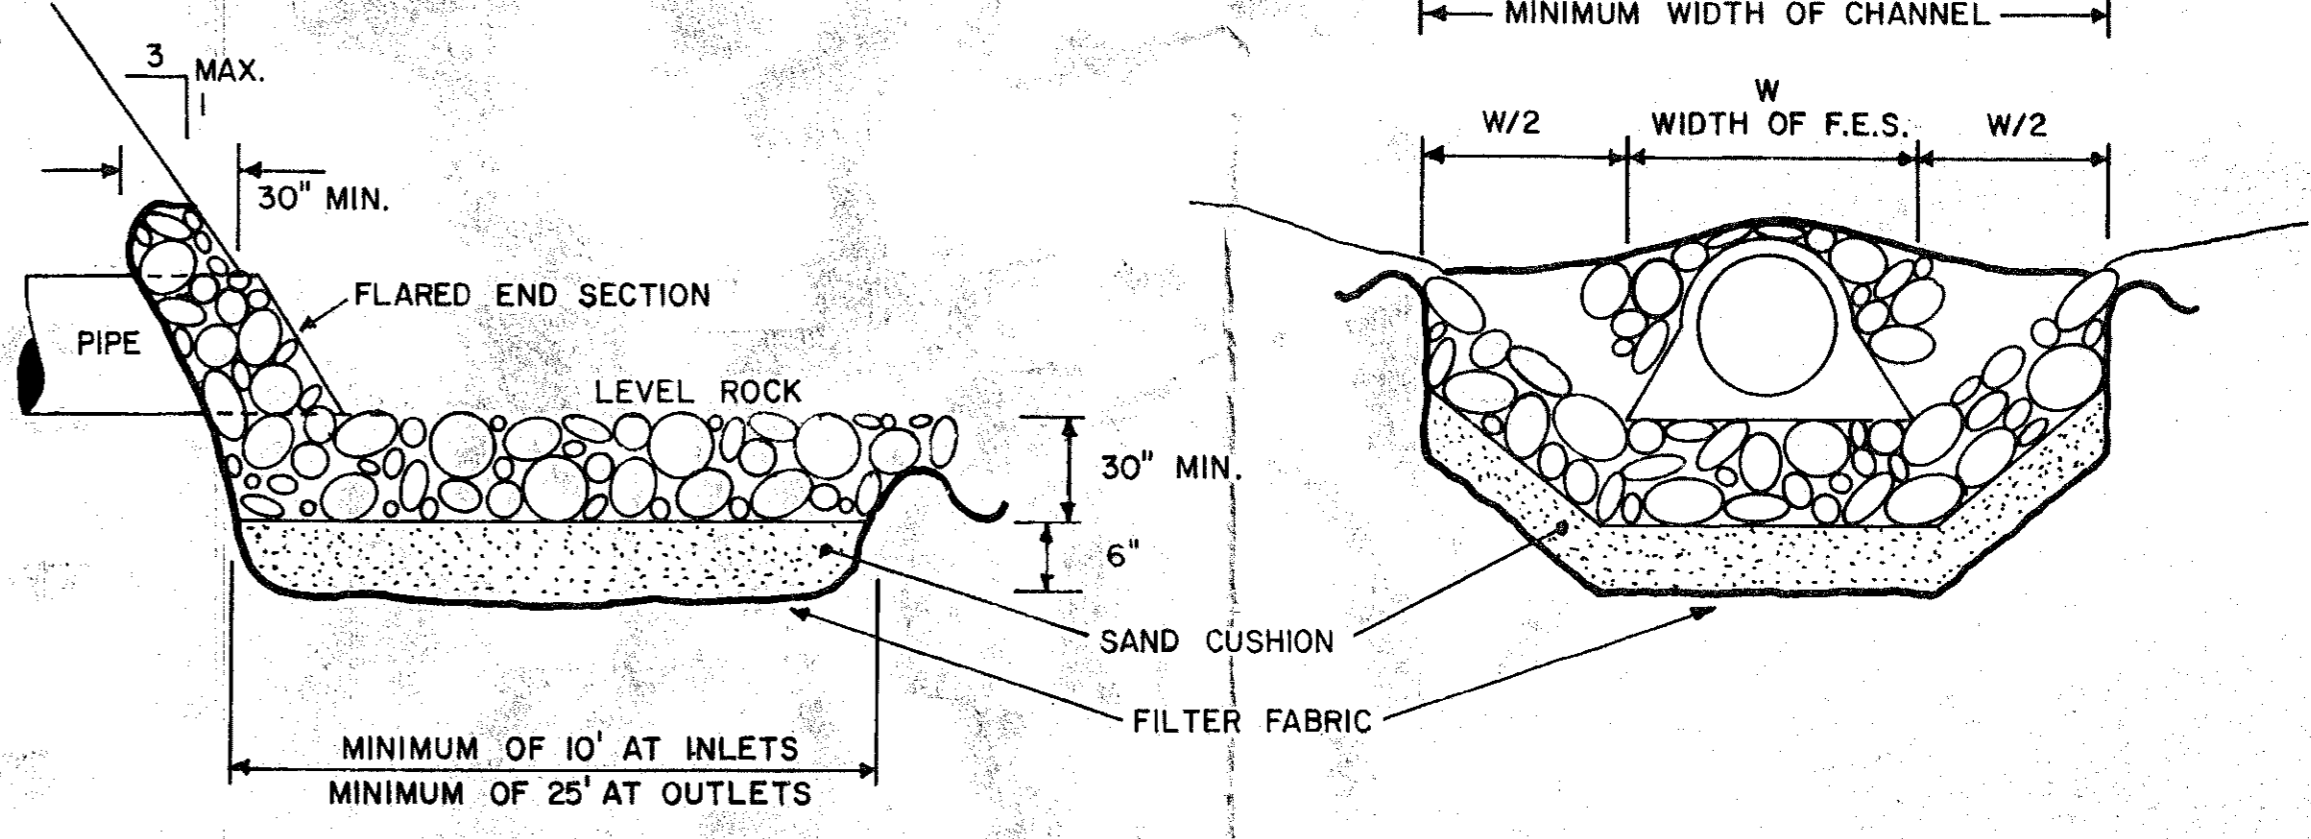 MINIMUM WIDTH OF CHANNEL
3
MAX.
1
W
W/2
WIDTH OF F.E.S.
W/2
30" MIN.
FLARED END SECTION
PIPE
LEVEL ROCK
30" MIN.
6"
SAND CUSHION
FILTER FABRIC
MINIMUM OF 10' AT INLETS
MINIMUM OF 25' AT OUTLETS